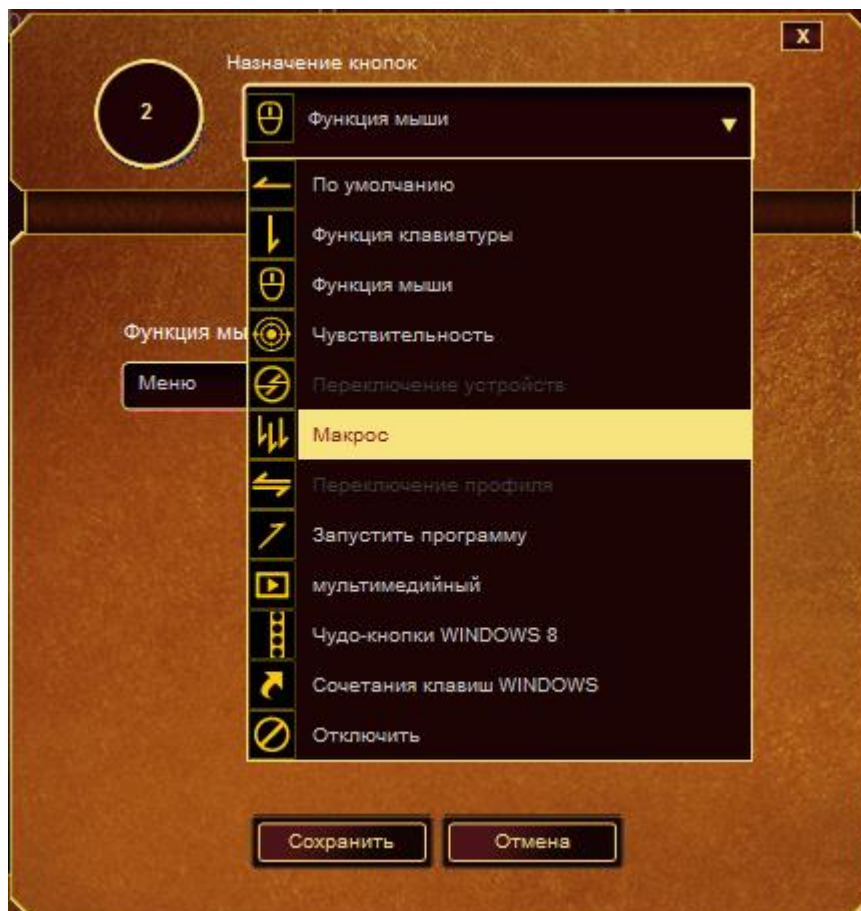 X
Назначение кнопок
2
Функция мыши
По умолчанию
Функция клавиатуры
Функция мыши
Чувствительность
Функция мы
Меню
Переключение устройств
Макрос
Переключение профиля
Запустить программу
мультимедийный
Чудо-кнопки WINDOWS 8
Сочетания клавиш WINDOWS
Отключить
Сохранить
Отмена